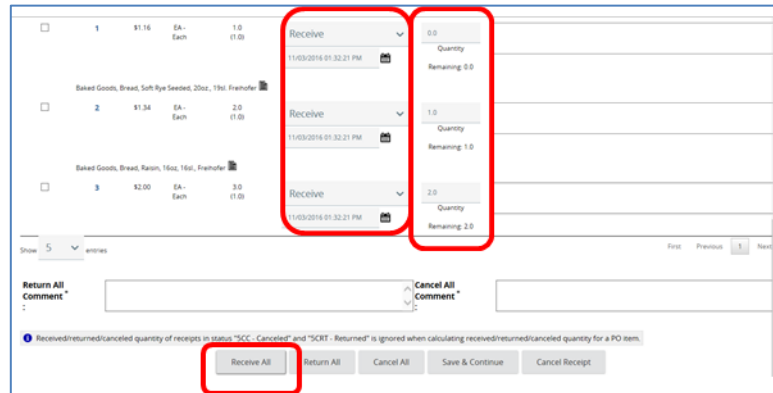 1 $1.16 EA - 1.0 Receive 0.0
Each (1.0)
Quantity
11/03/2016 01:32:21 PM
Remaining: 0.0
Baked Goods, Bread, Soft Rye Seeded, 20oz., 19sl. Freihofer
2 $1.34 EA - 2.0 Receive 1.0
Each (1.0)
Quantity
11/03/2016 01:32:21 PM
Remaining: 1.0
Baked Goods, Bread, Raisin, 16oz, 16sl., Freihofer
3 $2.00 EA - 3.0 Receive 2.0
Each (1.0)
Quantity
11/03/2016 01:32:21 PM
Remaining: 2.0
Show 5 entries First Previous 1 Next
Return All Comment * : Cancel All Comment * :
Received/returned/canceled quantity of receipts in status "5CC - Canceled" and "5CRT - Returned" is ignored when calculating received/returned/canceled quantity for a PO item.
Receive All Return All Cancel All Save & Continue Cancel Receipt